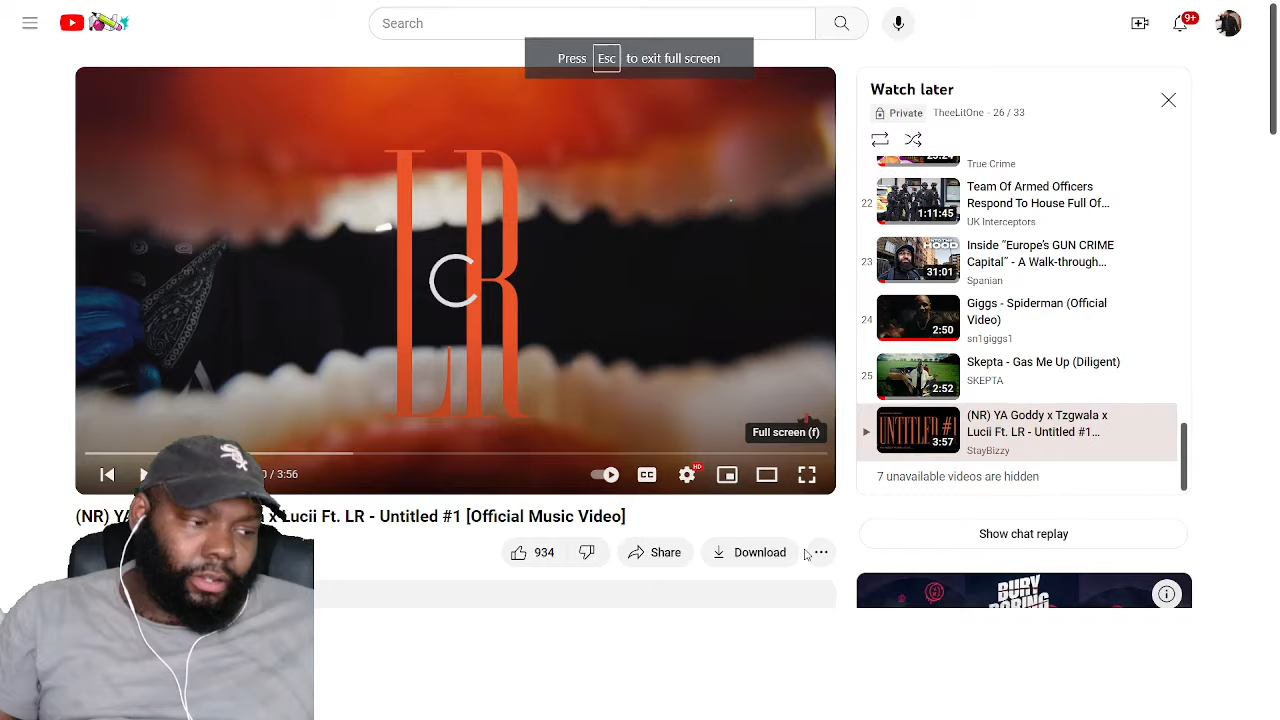 Search
9+
Press Esc to exit full screen
LR
Full screen (f)
CC
HD
/ 3:56
(NR) YA
x Lucii Ft. LR - Untitled #1 [Official Music Video]
934
Share
Download
Watch later
Private
TheeLitOne - 26 / 33
True Crime
22
1:11:45
Team Of Armed Officers
Respond To House Full Of...
UK Interceptors
23
31:01
Inside “Europe's GUN CRIME
Capital” - A Walk-through...
Spanian
24
2:50
Giggs - Spiderman (Official
Video)
sn1giggs1
25
2:52
Skepta - Gas Me Up (Diligent)
SKEPTA
UNTITLED #1
3:57
(NR) YA Goddy x Tzgwala x
Lucii Ft. LR - Untitled #1...
StayBizzy
7 unavailable videos are hidden
Show chat replay
BURY